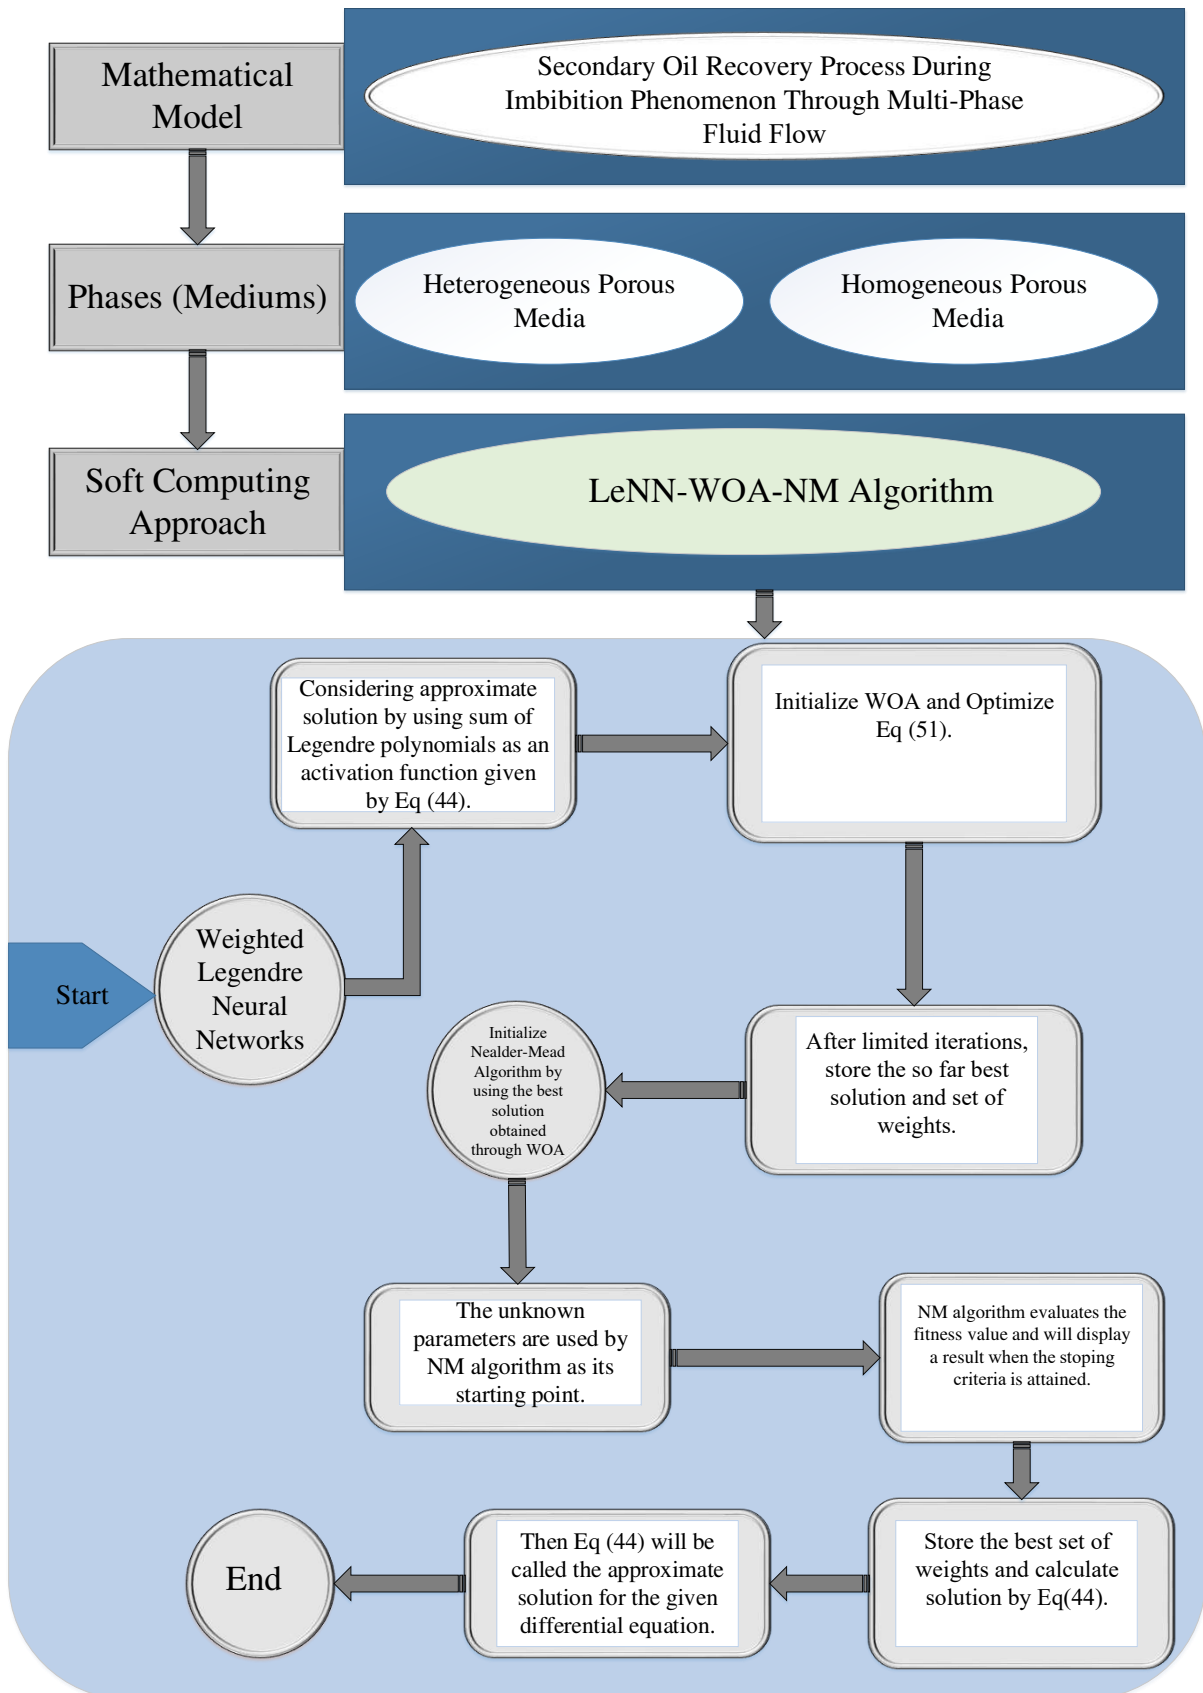 Mathematical
Model
Secondary Oil Recovery Process During
Imbibition Phenomenon Through Multi-Phase
Fluid Flow
Phases (Mediums)
Heterogeneous Porous
Media
Homogeneous Porous
Media
Soft Computing
Approach
LeNN-WOA-NM Algorithm
Start
Weighted
Legendre
Neural
Networks
Considering approximate
solution by using sum of
Legendre polynomials as an
activation function given
by Eq (44).
Initialize WOA and Optimize
Eq (51).
After limited iterations,
store the so far best
solution and set of
weights.
Initialize
Nealder-Mead
Algorithm by
using the best
solution
obtained
through WOA
The unknown
parameters are used by
NM algorithm as its
starting point.
NM algorithm evaluates the
fitness value and will display
a result when the stoping
criteria is attained.
Store the best set of
weights and calculate
solution by Eq(44).
Then Eq (44) will be
called the approximate
solution for the given
differential equation.
End